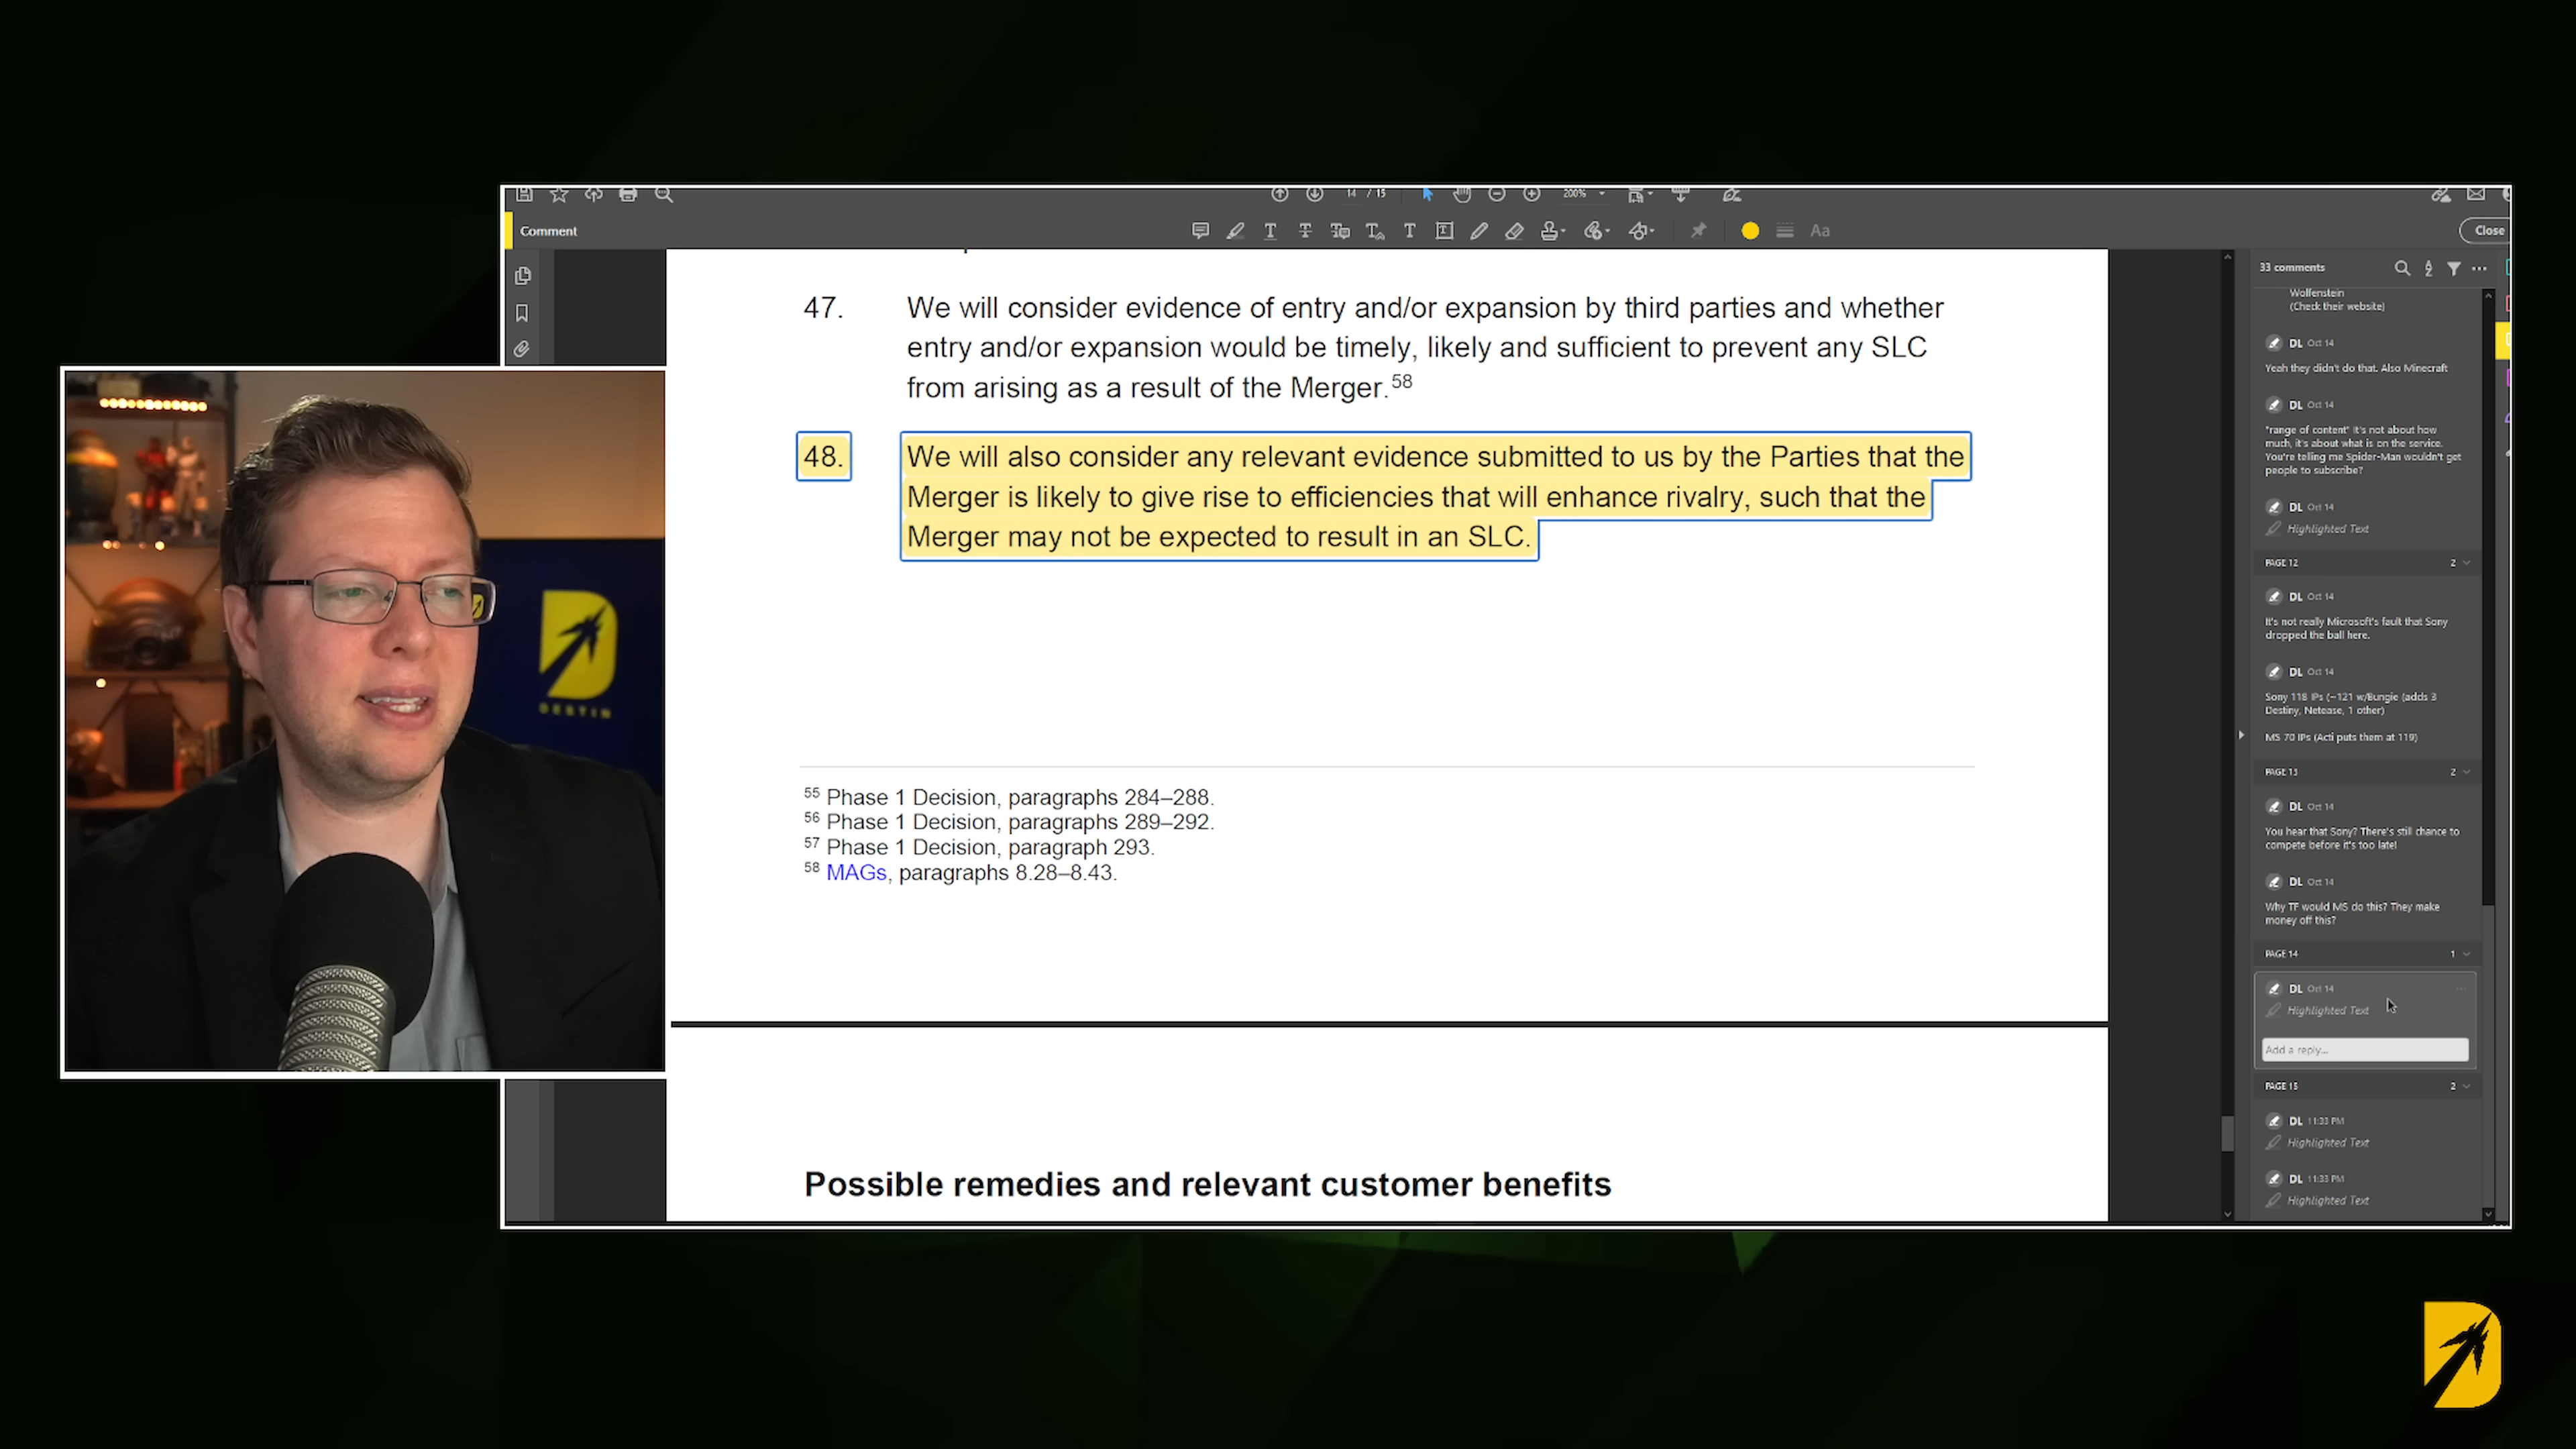 14 / 15
200%
Comment
Aa
Close
47. We will consider evidence of entry and/or expansion by third parties and whether
entry and/or expansion would be timely, likely and sufficient to prevent any SLC
from arising as a result of the Merger.58
48. We will also consider any relevant evidence submitted to us by the Parties that the
Merger is likely to give rise to efficiencies that will enhance rivalry, such that the
Merger may not be expected to result in an SLC.
55 Phase 1 Decision, paragraphs 284–288.
56 Phase 1 Decision, paragraphs 289–292.
57 Phase 1 Decision, paragraph 293.
58 MAGs, paragraphs 8.28–8.43.
Possible remedies and relevant customer benefits
33 comments
Wolfenstein
(Check their website)
DL Oct 14
Yeah they didn't do that. Also Minecraft
DL Oct 14
"range of content" It's not about how
much, it's about what is on the service.
You're telling me Spider-Man wouldn't get
people to subscribe?
DL Oct 14
Highlighted Text
PAGE 12 2
DL Oct 14
It's not really Microsoft's fault that Sony
dropped the ball here.
DL Oct 14
Sony 118 IPs (~121 w/Bungie (adds 3
Destiny, Netease, 1 other)
MS 70 IPs (Acti puts them at 119)
PAGE 13 2
DL Oct 14
You hear that Sony? There's still chance to
compete before it's too late!
DL Oct 14
Why TF would MS do this? They make
money off this?
PAGE 14 1
DL Oct 14
Highlighted Text
Add a reply...
PAGE 15 2
DL 11:33 PM
Highlighted Text
DL 11:33 PM
Highlighted Text
DESTIN